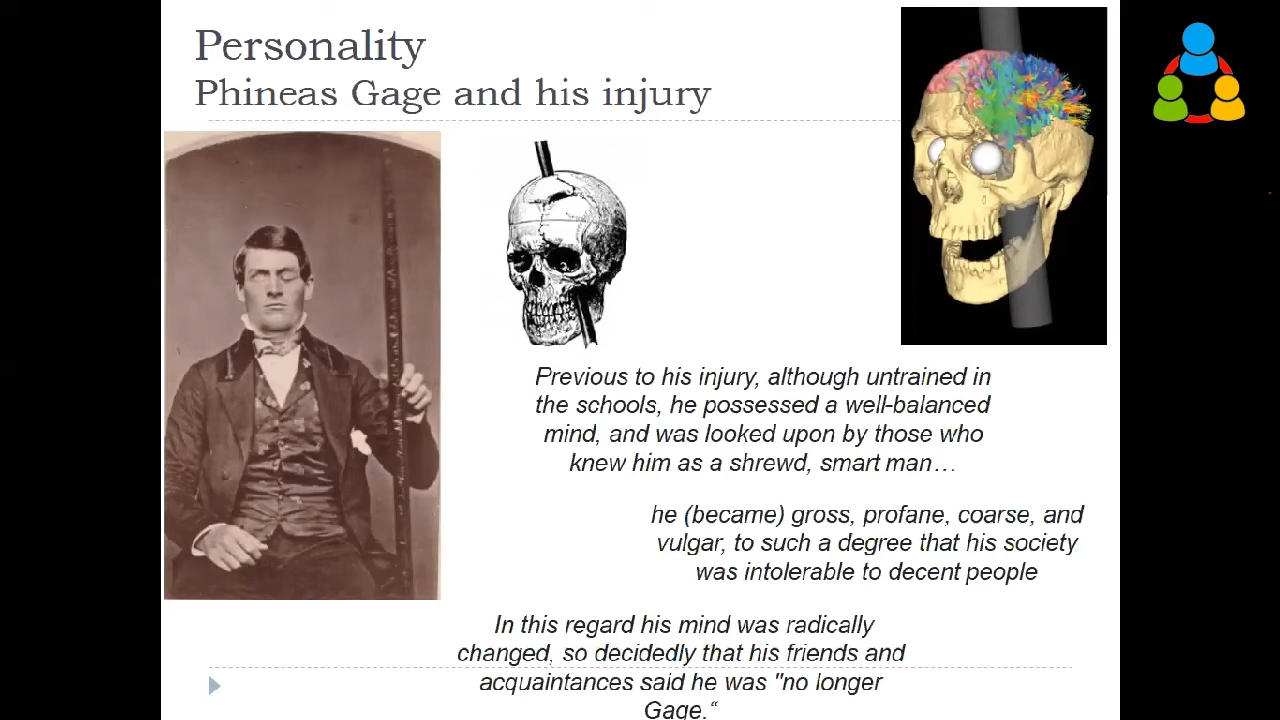 Personality
Phineas Gage and his injury
Previous to his injury, although untrained in
the schools, he possessed a well-balanced
mind, and was looked upon by those who
knew him as a shrewd, smart man…
he (became) gross, profane, coarse, and
vulgar, to such a degree that his society
was intolerable to decent people
In this regard his mind was radically
changed, so decidedly that his friends and
acquaintances said he was "no longer
Gage.“